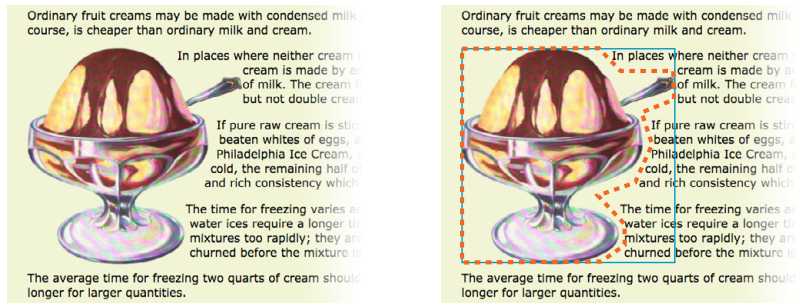 Ordinary fruit creams may be made with condensed milk
course, is cheaper than ordinary milk and cream.
In places where neither cream
cream is made by
of milk. The cream
but not double cream
If pure raw cream is
beaten whites of eggs,
Philadelphia Ice Cream,
cold, the remaining half
and rich consistency which
The time for freezing varies
water ices require a longer
mixtures too rapidly; they
churned before the mixture
The average time for freezing two quarts of cream should
longer for larger quantities.
Ordinary fruit creams may be made with condensed milk
course, is cheaper than ordinary milk and cream.
In places where neither cream
cream is made by
of milk. The cream
but not double cream
If pure raw cream is
beaten whites of eggs,
Philadelphia Ice Cream,
cold, the remaining half
and rich consistency which
The time for freezing varies
water ices require a longer
mixtures too rapidly; they
churned before the mixture
The average time for freezing two quarts of cream should
longer for larger quantities.